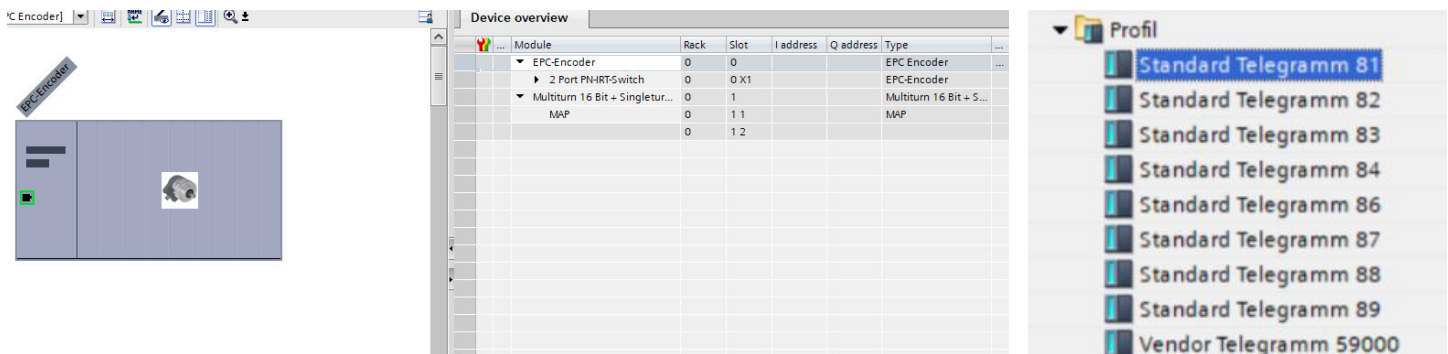 PC Encoder]
EPC-Encoder
Device overview
... Module Rack Slot I address Q address Type ...
EPC-Encoder 0 0 EPC Encoder ...
2 Port PN-IRT-Switch 0 0 X1 EPC-Encoder
Multiturn 16 Bit + Singletur... 0 1 Multiturn 16 Bit + S...
MAP 0 1 1 MAP
0 1 2
Profil
Standard Telegramm 81
Standard Telegramm 82
Standard Telegramm 83
Standard Telegramm 84
Standard Telegramm 86
Standard Telegramm 87
Standard Telegramm 88
Standard Telegramm 89
Vendor Telegramm 59000